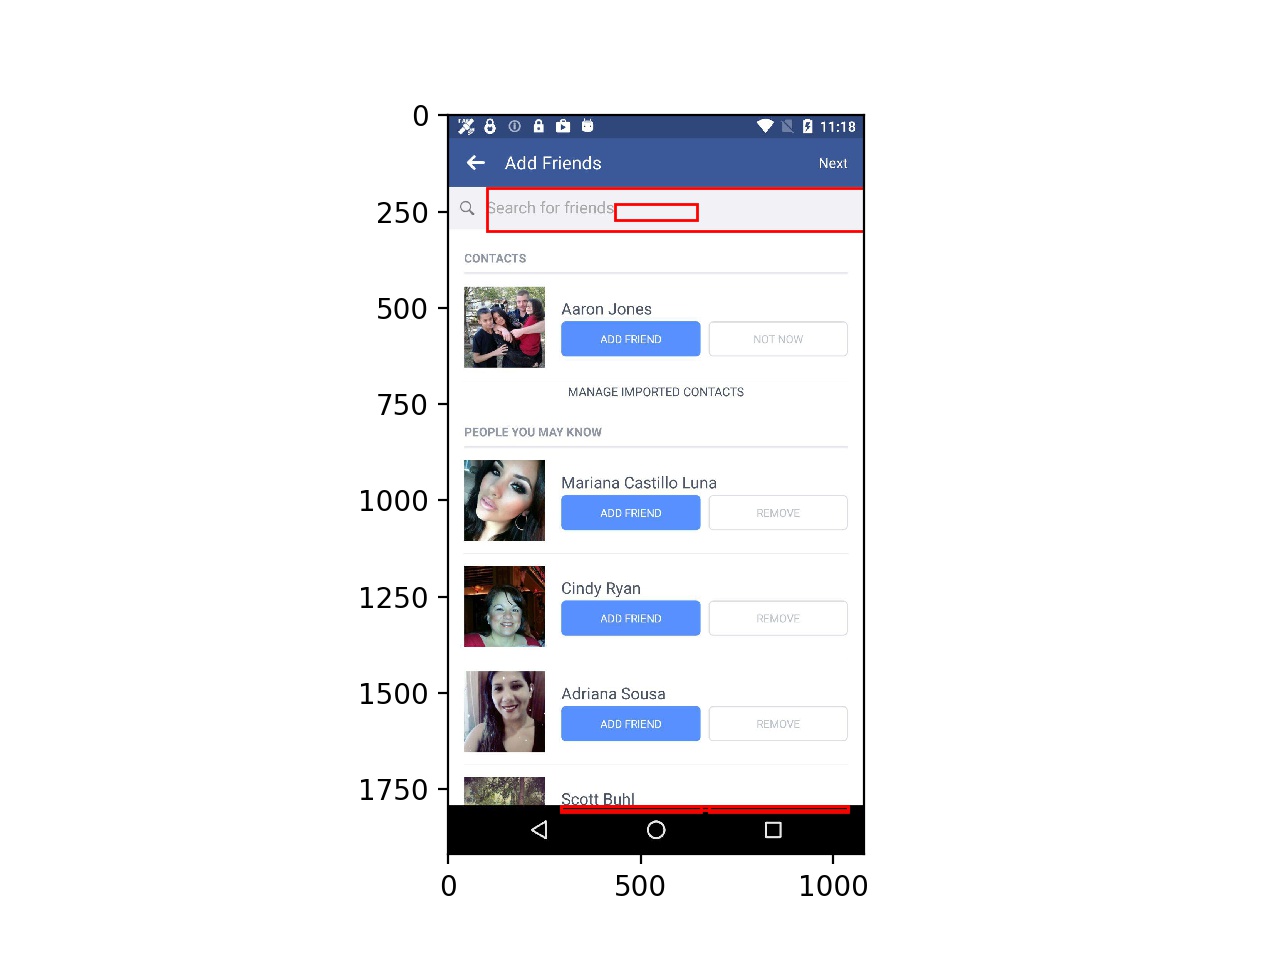 0
250
500
750
1000
1250
1500
1750
0 500 1000
11:18
Add Friends Next
Search for friends
CONTACTS
Aaron Jones
ADD FRIEND NOT NOW
MANAGE IMPORTED CONTACTS
PEOPLE YOU MAY KNOW
Mariana Castillo Luna
ADD FRIEND REMOVE
Cindy Ryan
ADD FRIEND REMOVE
Adriana Sousa
ADD FRIEND REMOVE
Scott Buhl